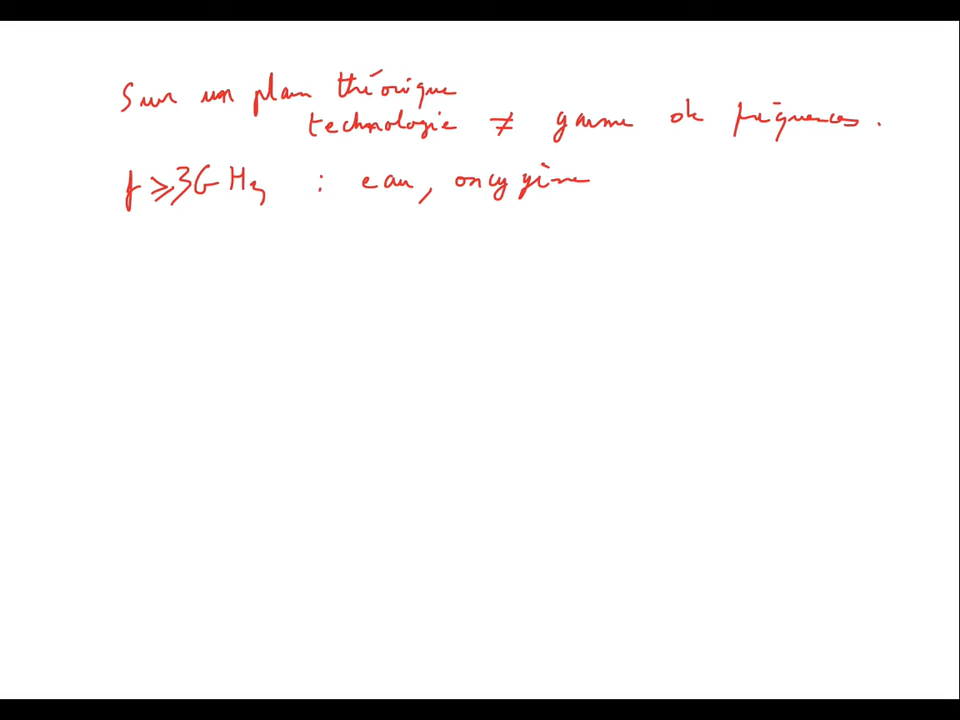 Sur un plan théorique
technologie ≠ gamme de fréquences.
f ⩾ 3 GHz : eau, oxygène